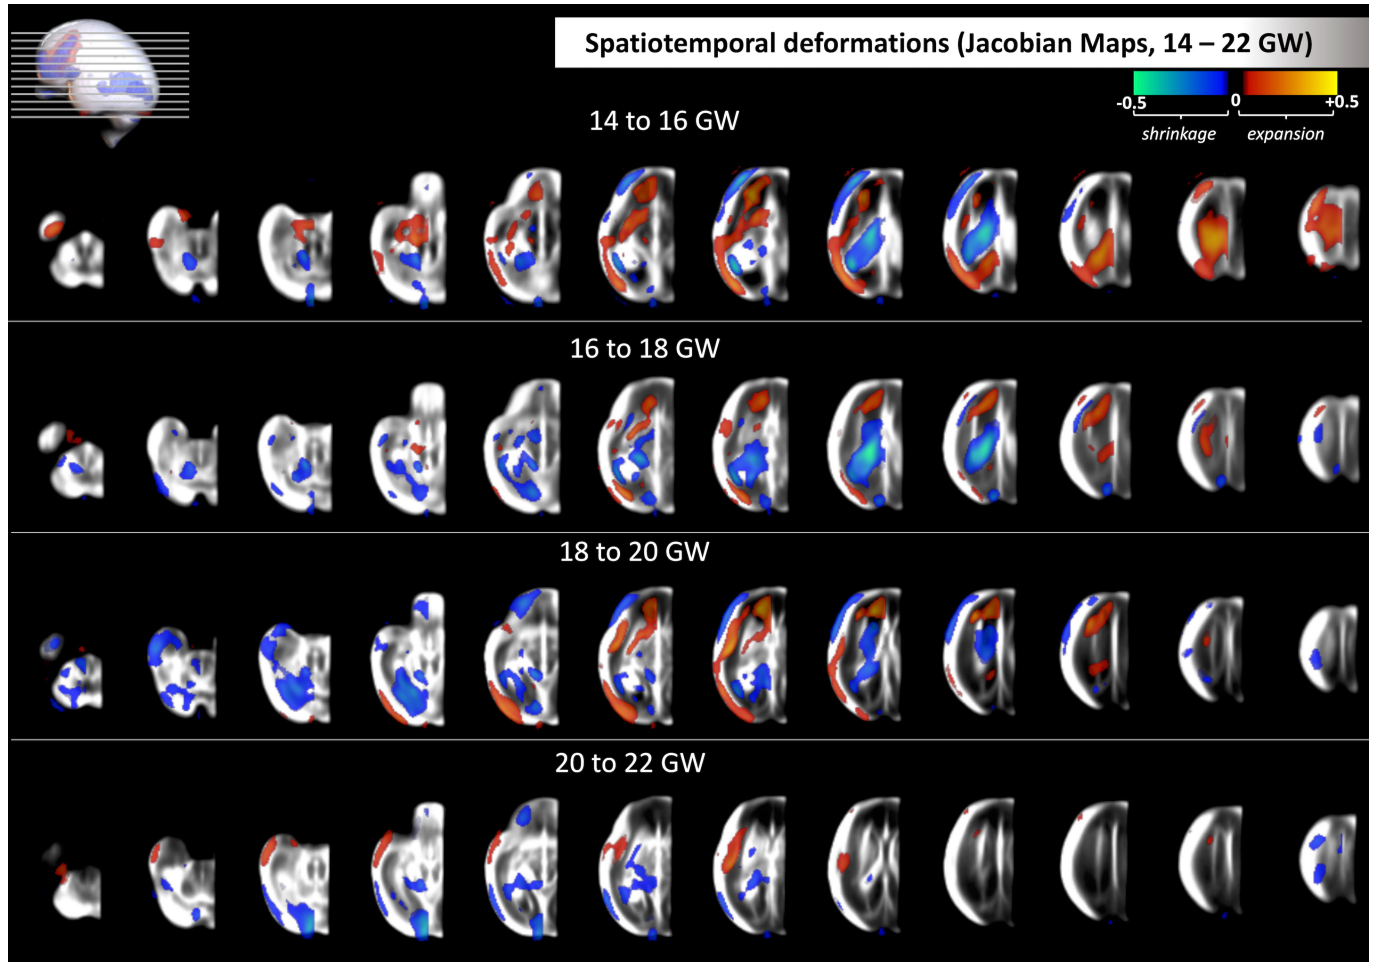 Spatiotemporal deformations (Jacobian Maps, 14 – 22 GW)
-0.5 0 +0.5
shrinkage expansion
14 to 16 GW
16 to 18 GW
18 to 20 GW
20 to 22 GW